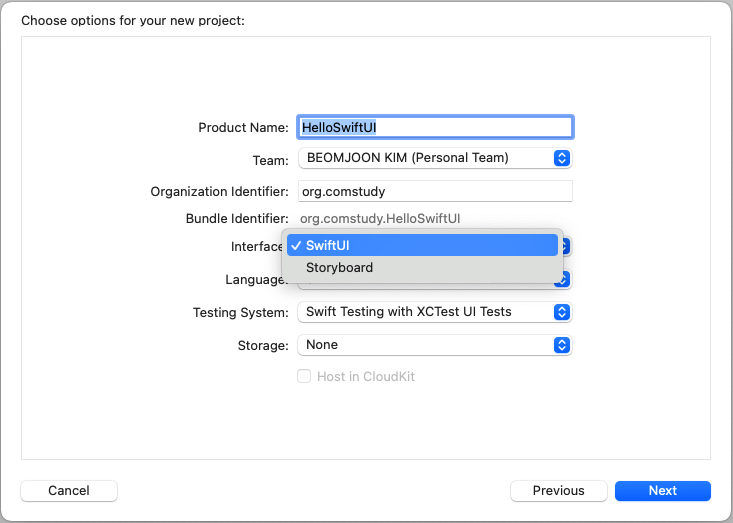 Choose options for your new project:
Product Name: HelloSwiftUI
Team: BEOMJOON KIM (Personal Team)
Organization Identifier: org.comstudy
Bundle Identifier: org.comstudy.HelloSwiftUI
Interface: ✓ SwiftUI
Storyboard
Language:
Testing System: Swift Testing with XCTest UI Tests
Storage: None
Host in CloudKit
Cancel Previous Next